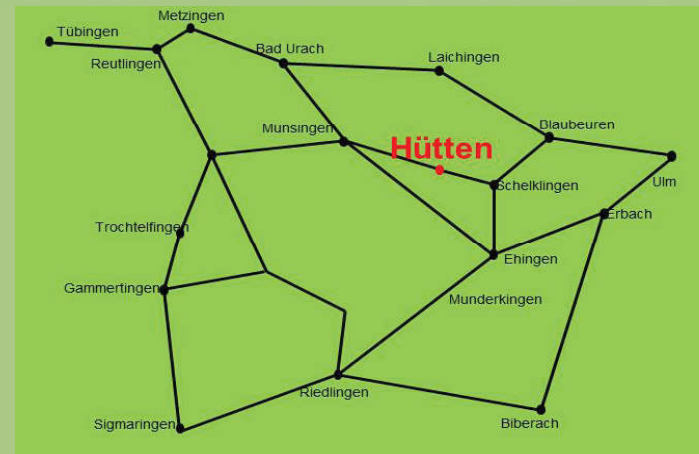 Metzingen
Tübingen
Reutlingen
Bad Urach
Laichingen
Munsingen
Blaubeuren
Hütten
Ulm
Schelklingen
Erbach
Trochtelfingen
Ehingen
Gammertingen
Munderkingen
Riedlingen
Sigmaringen
Biberach